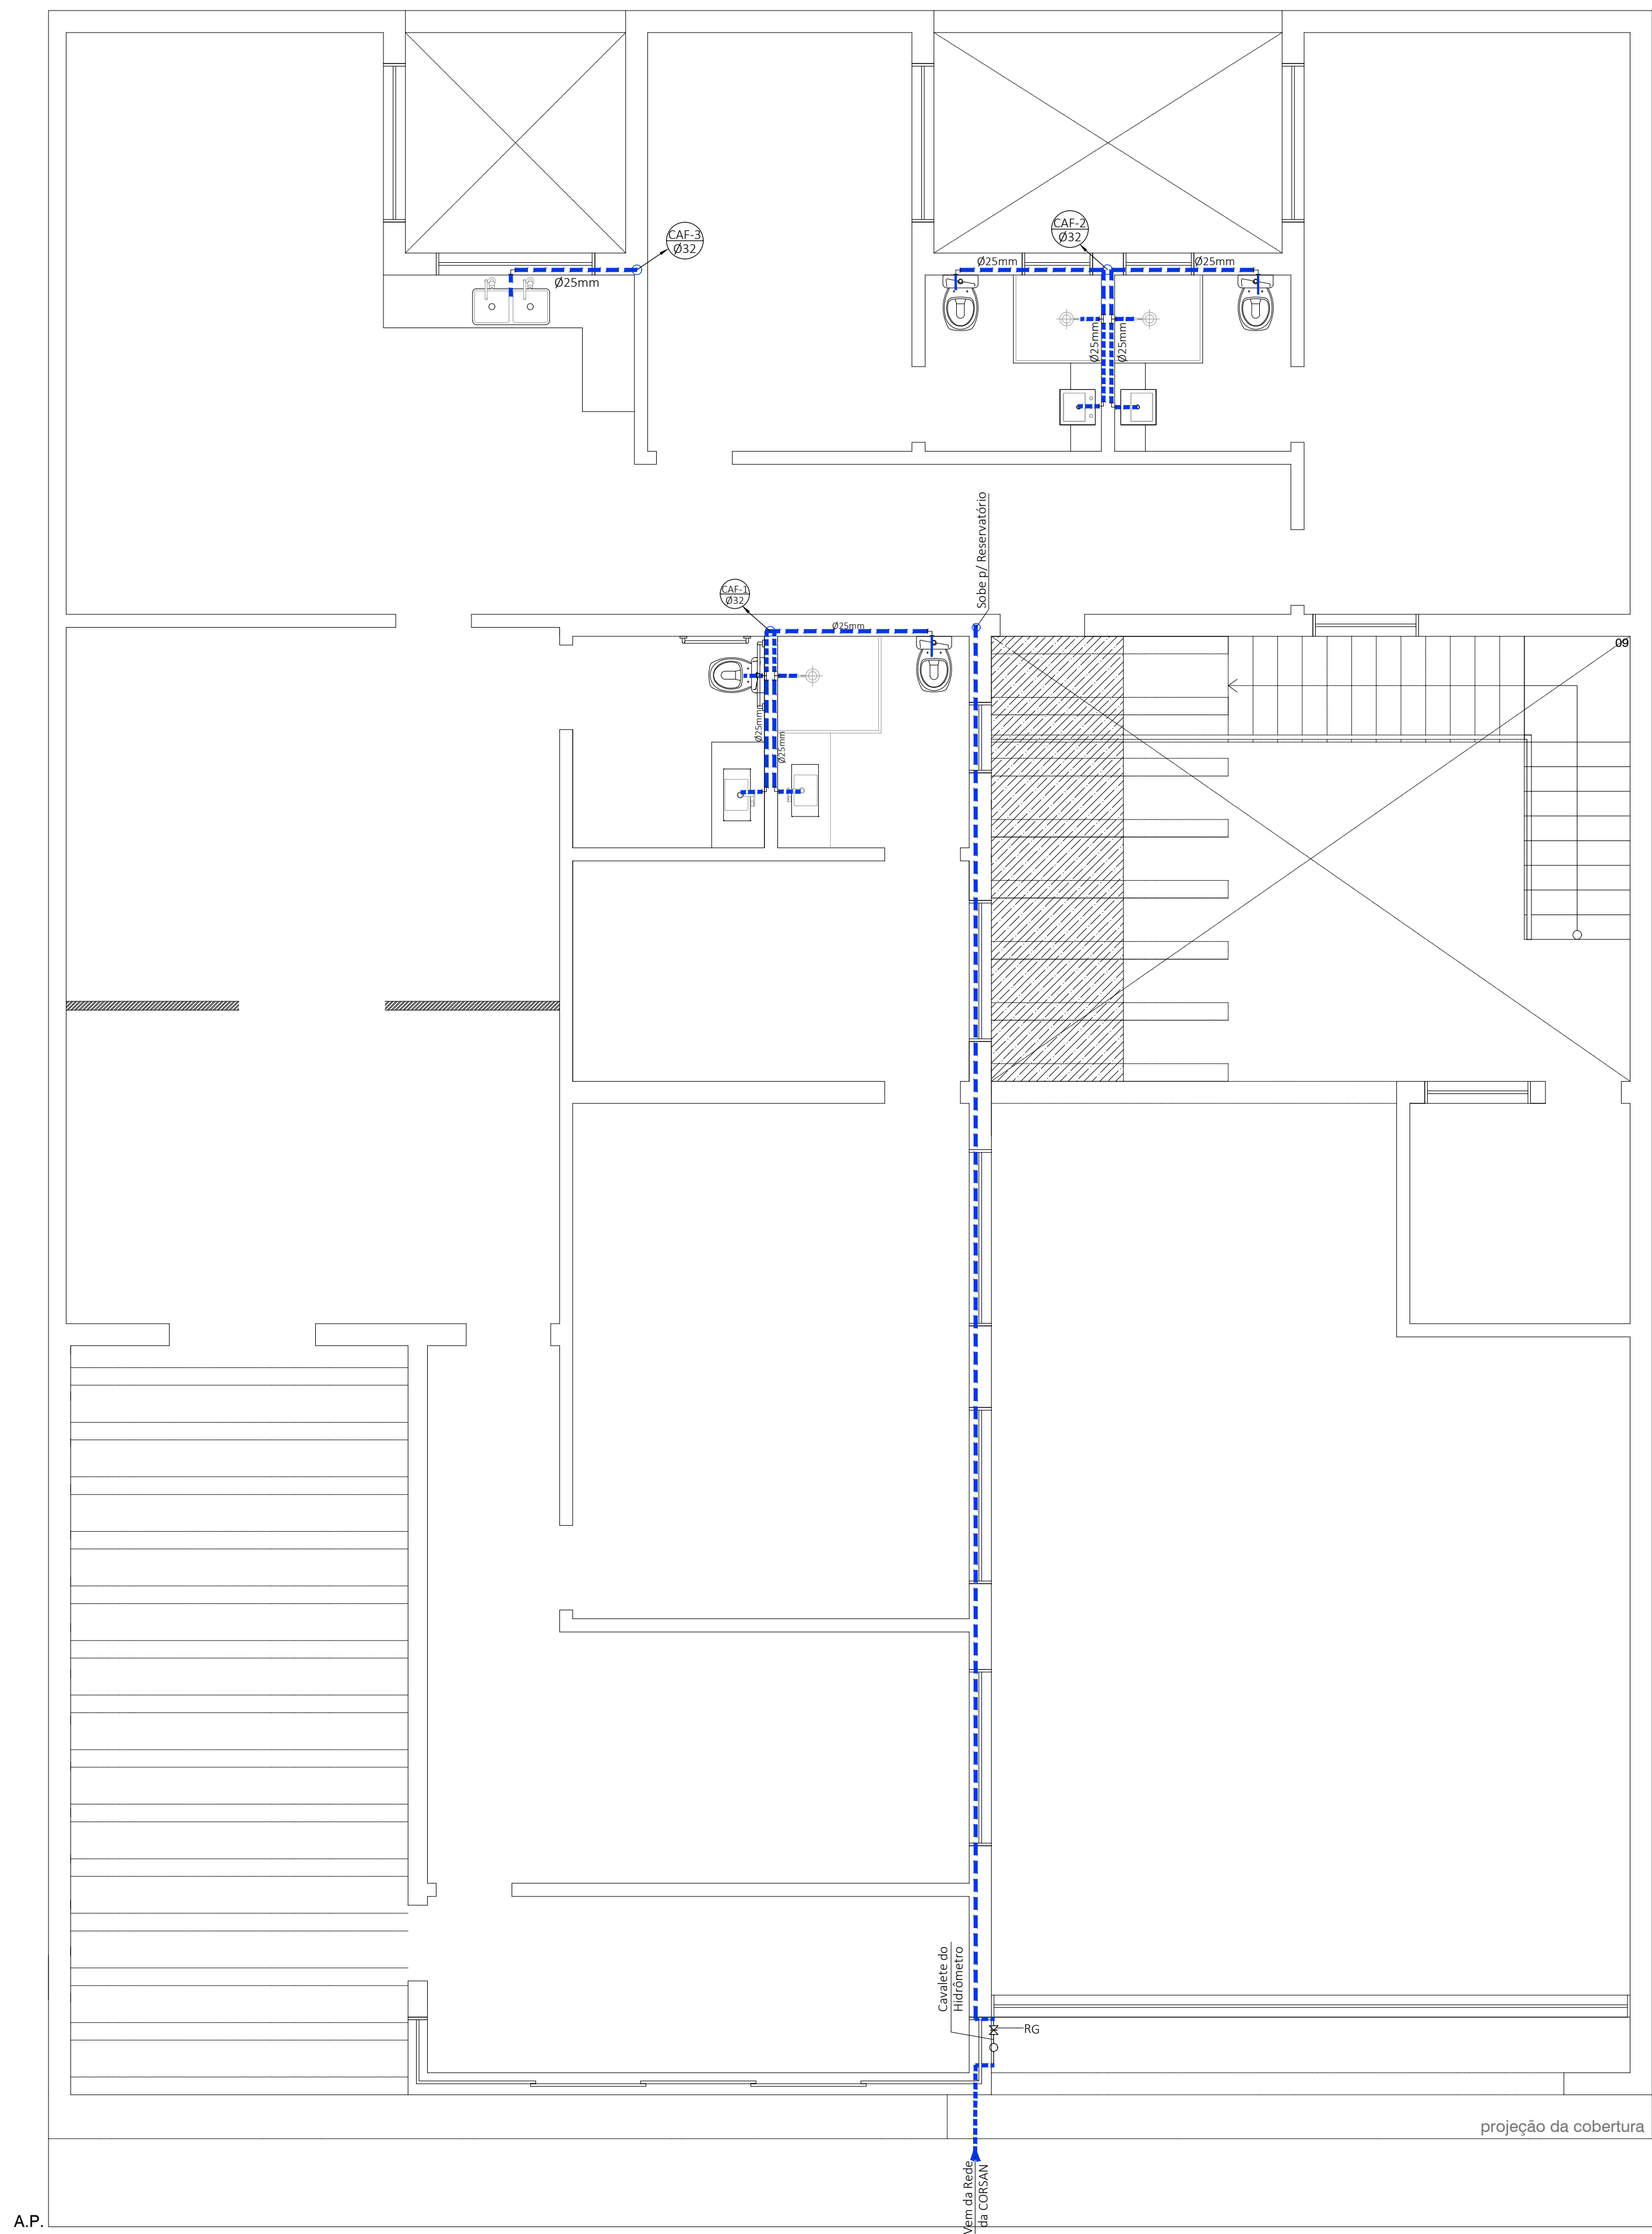 CAF-3
Ø32
Ø25mm
CAF-2
Ø32
Ø25mm
Ø25mm
Ø25mm
Ø25mm
Sobe p/ Reservatório
CAF-1
Ø32
Ø25mm
Ø25mm
Ø25mm
09
Cavalete do
Hidrômetro
RG
projeção da cobertura
Vem da Rede
da CORSAN
A.P.